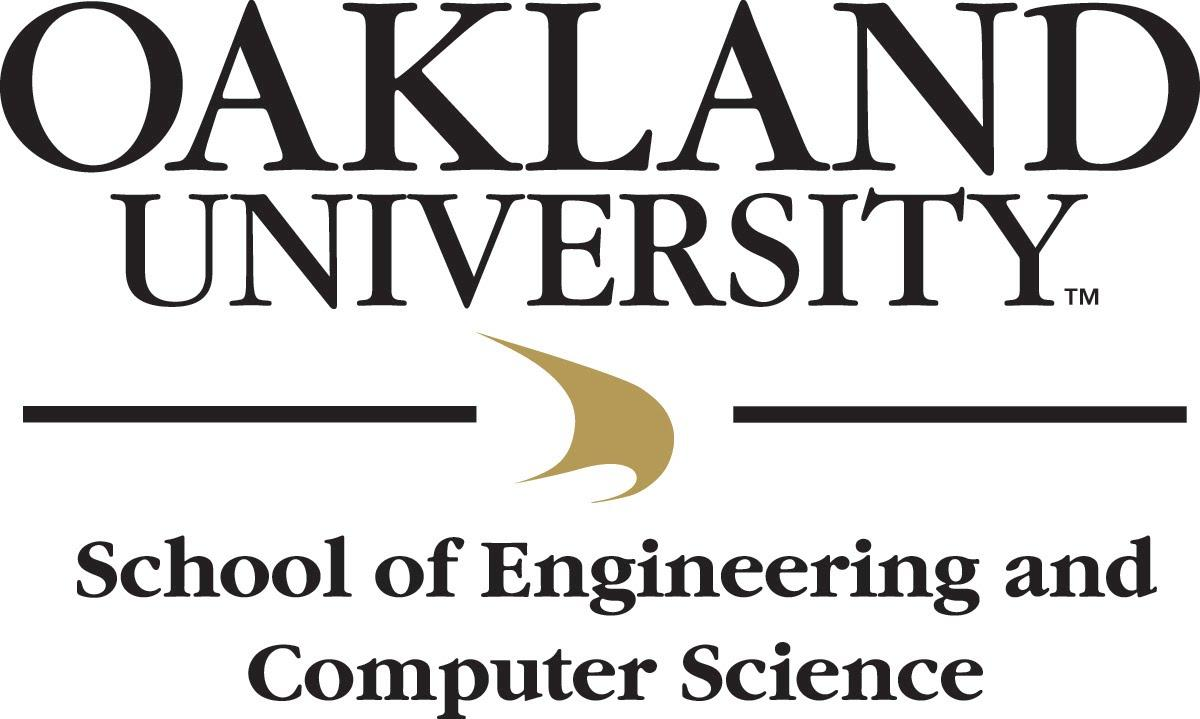 OAKLAND
UNIVERSITY™
School of Engineering and
Computer Science